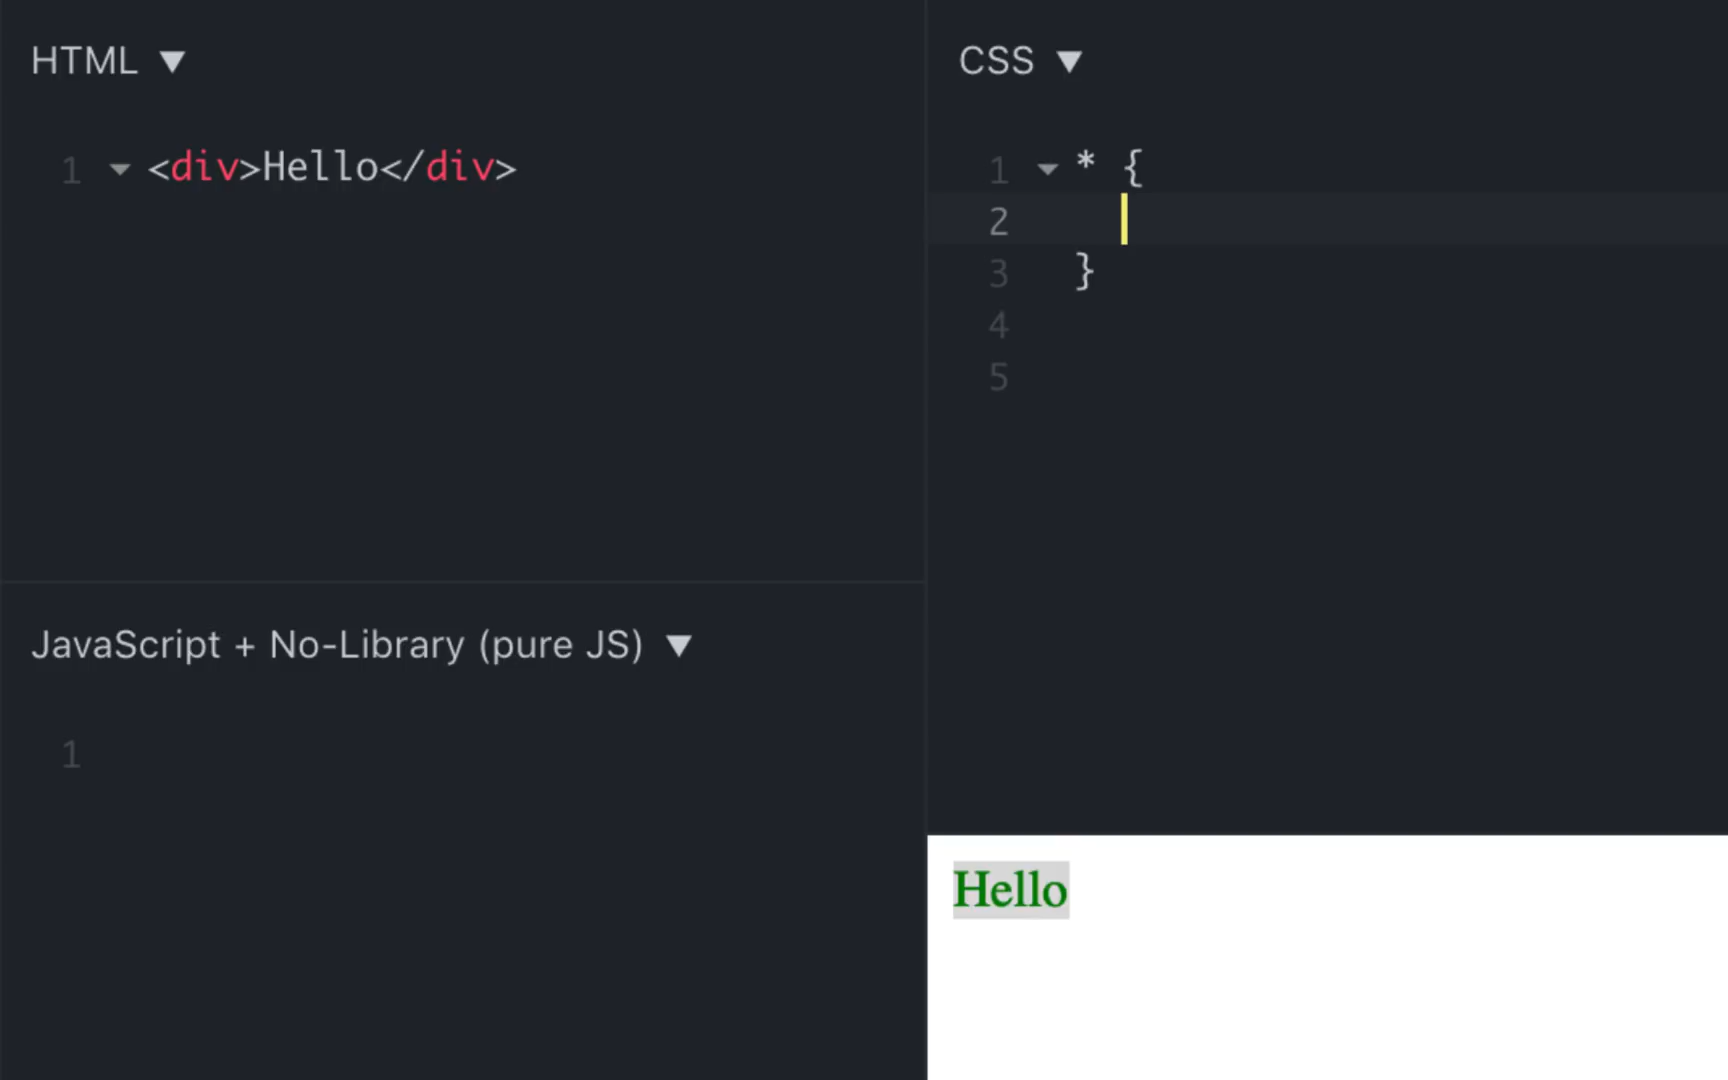 HTML ▼
1 <div>Hello</div>
CSS ▼
1 * {
2
3 }
4
5
JavaScript + No-Library (pure JS) ▼
1
Hello